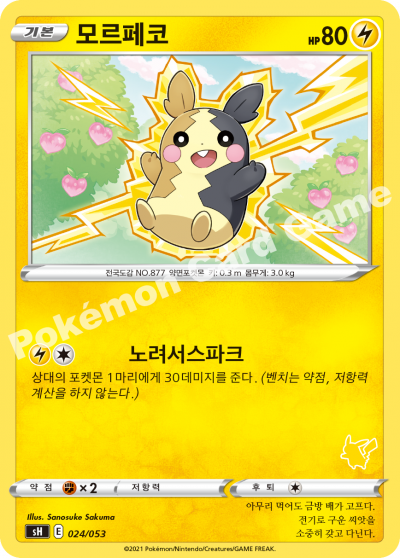 기본 모르페코 HP 80
전국도감 NO.877 양면포켓몬 키: 0.3 m 몸무게: 3.0 kg
Pokémon Card Game
노려서스파크
상대의 포켓몬 1마리에게 30데미지를 준다. (벤치는 약점, 저항력
계산을 하지 않는다.)
약점 ×2 저항력 후퇴
Illus. Sanosuke Sakuma
sH E 024/053
아무리 먹어도 금방 배가 고프다.
전기로 구운 씨앗을
소중히 갖고 다닌다.
©2021 Pokémon/Nintendo/Creatures/GAME FREAK.